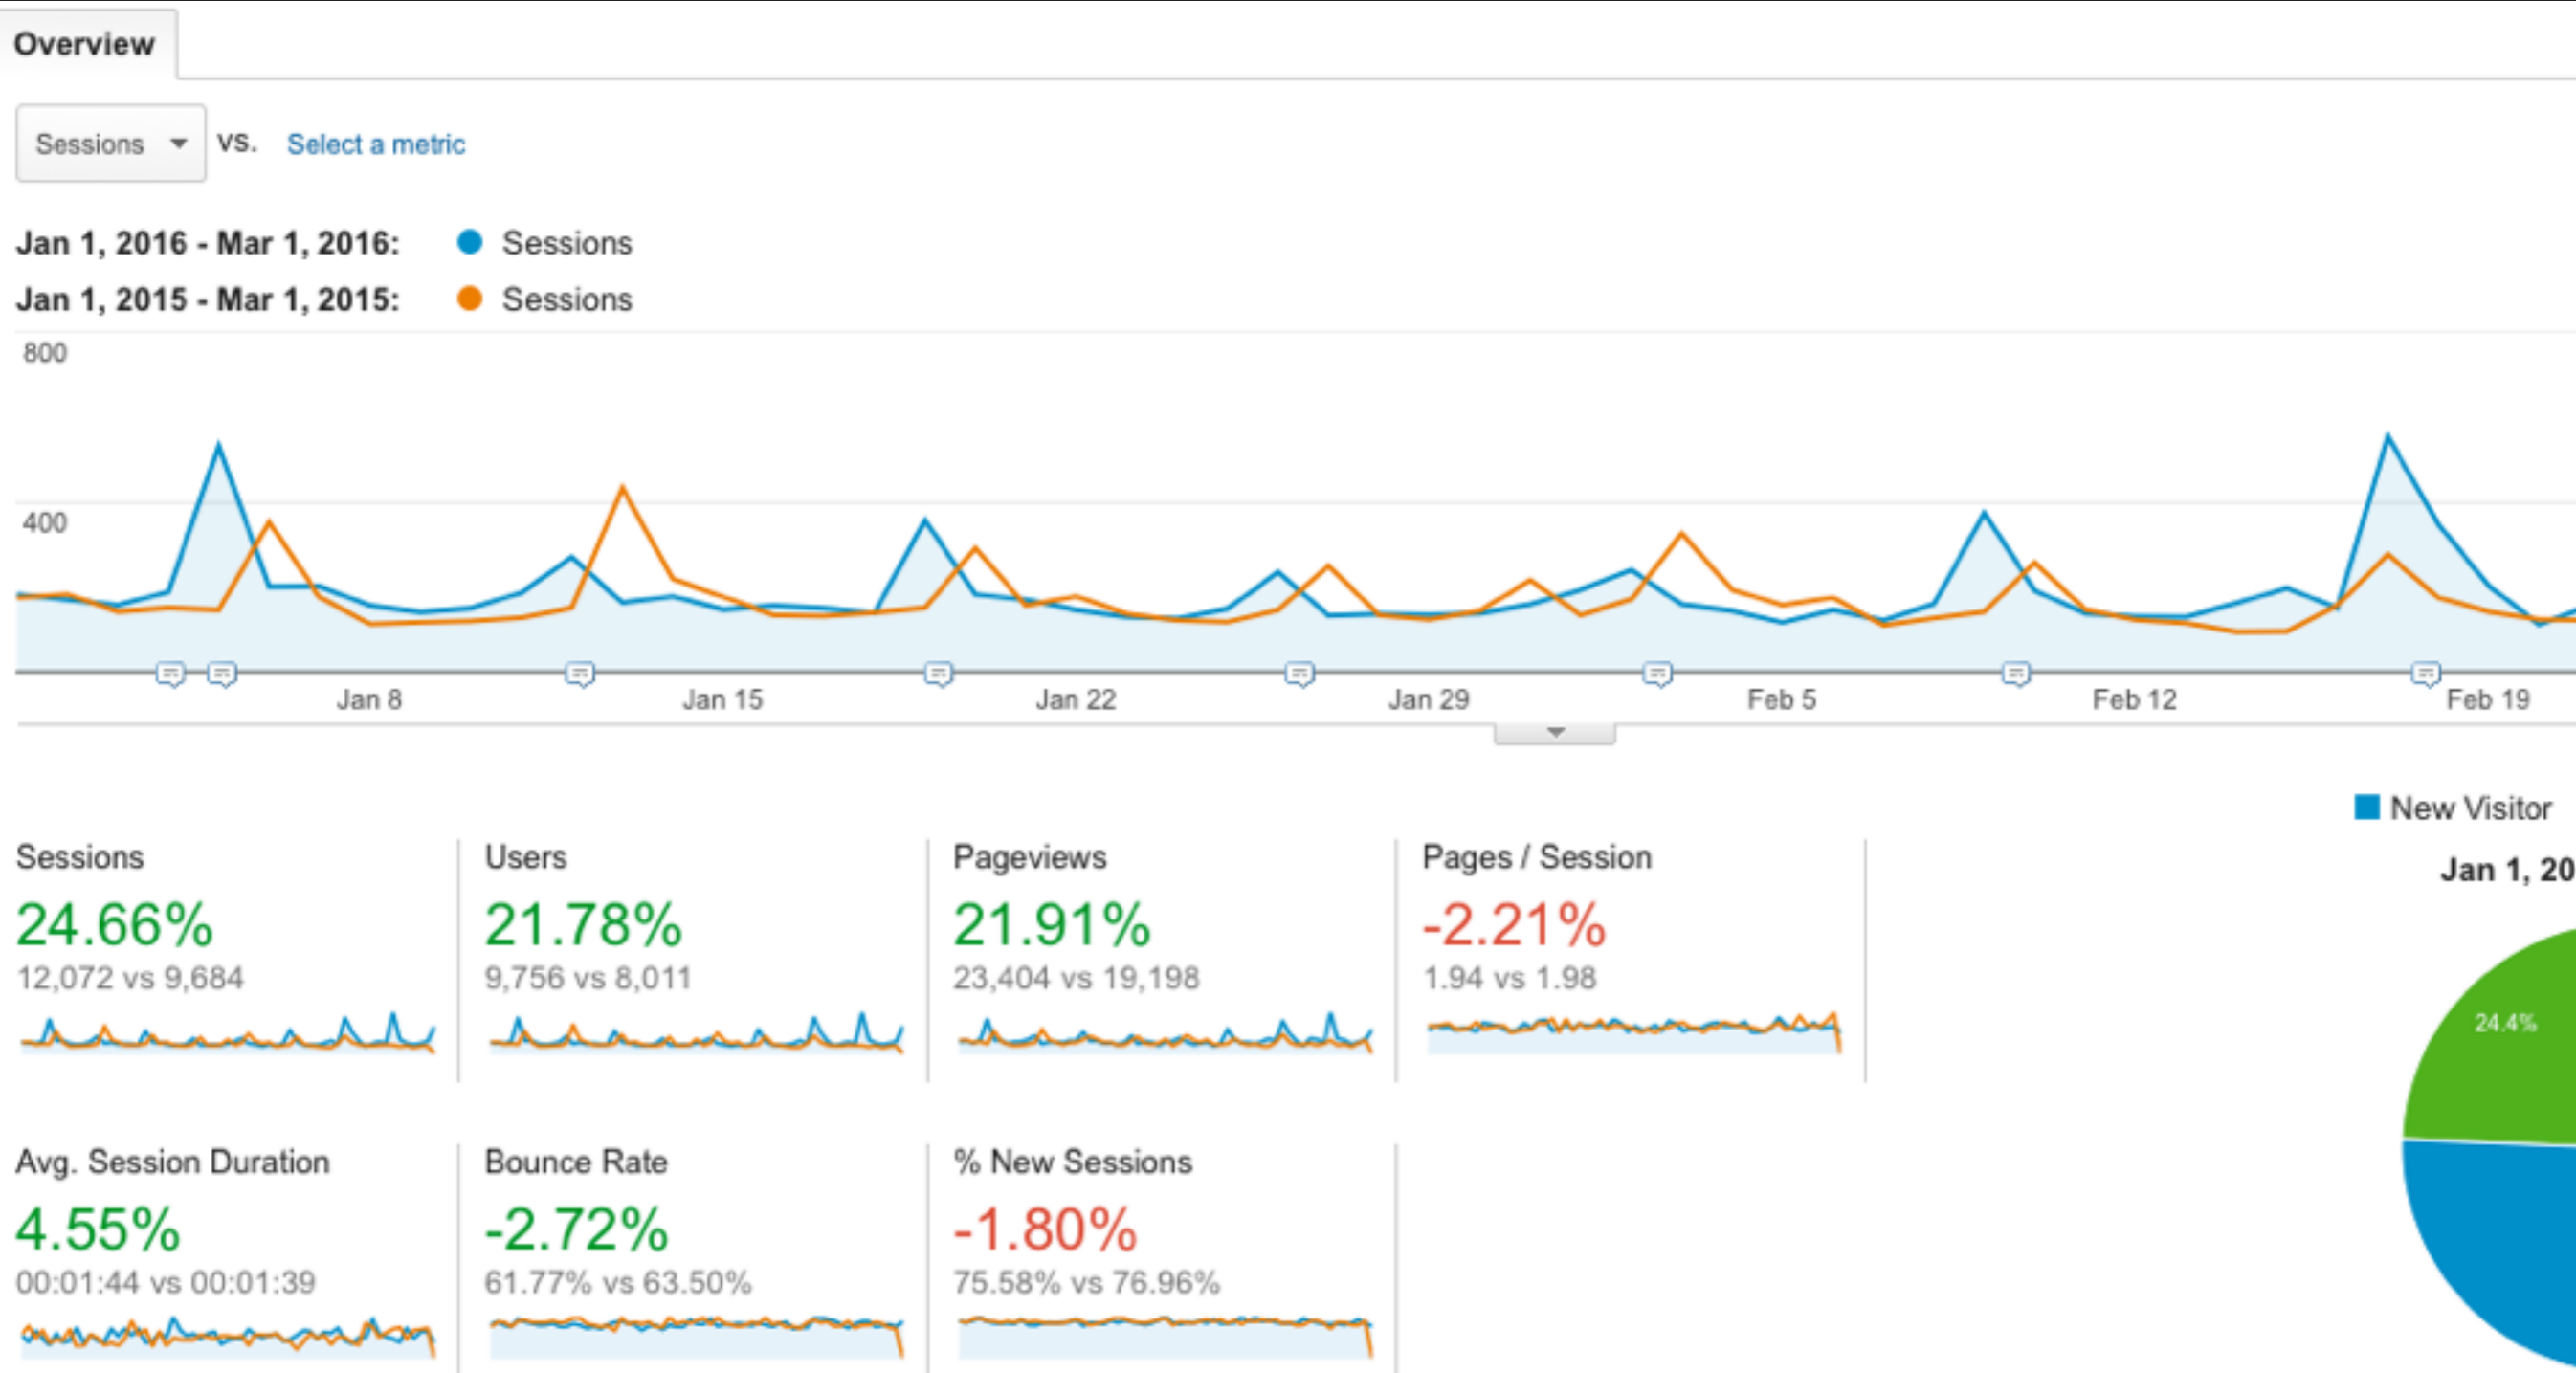 Overview
Sessions vs. Select a metric
Jan 1, 2016 - Mar 1, 2016: Sessions
Jan 1, 2015 - Mar 1, 2015: Sessions
800
400
Jan 8 Jan 15 Jan 22 Jan 29 Feb 5 Feb 12 Feb 19
New Visitor
Jan 1, 20
Sessions
24.66%
12,072 vs 9,684
Users
21.78%
9,756 vs 8,011
Pageviews
21.91%
23,404 vs 19,198
Pages / Session
-2.21%
1.94 vs 1.98
24.4%
Avg. Session Duration
4.55%
00:01:44 vs 00:01:39
Bounce Rate
-2.72%
61.77% vs 63.50%
% New Sessions
-1.80%
75.58% vs 76.96%